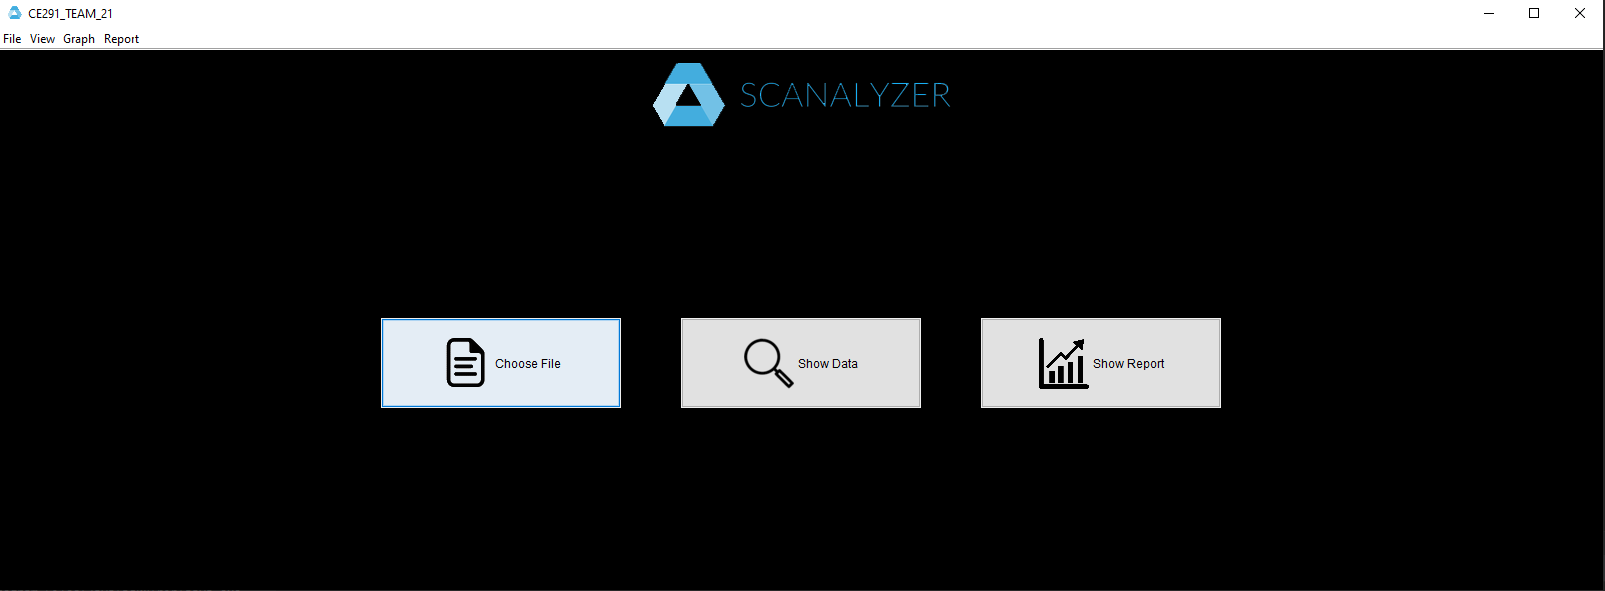 CE291_TEAM_21
File View Graph Report
SCANALYZER
Choose File
Show Data
Show Report